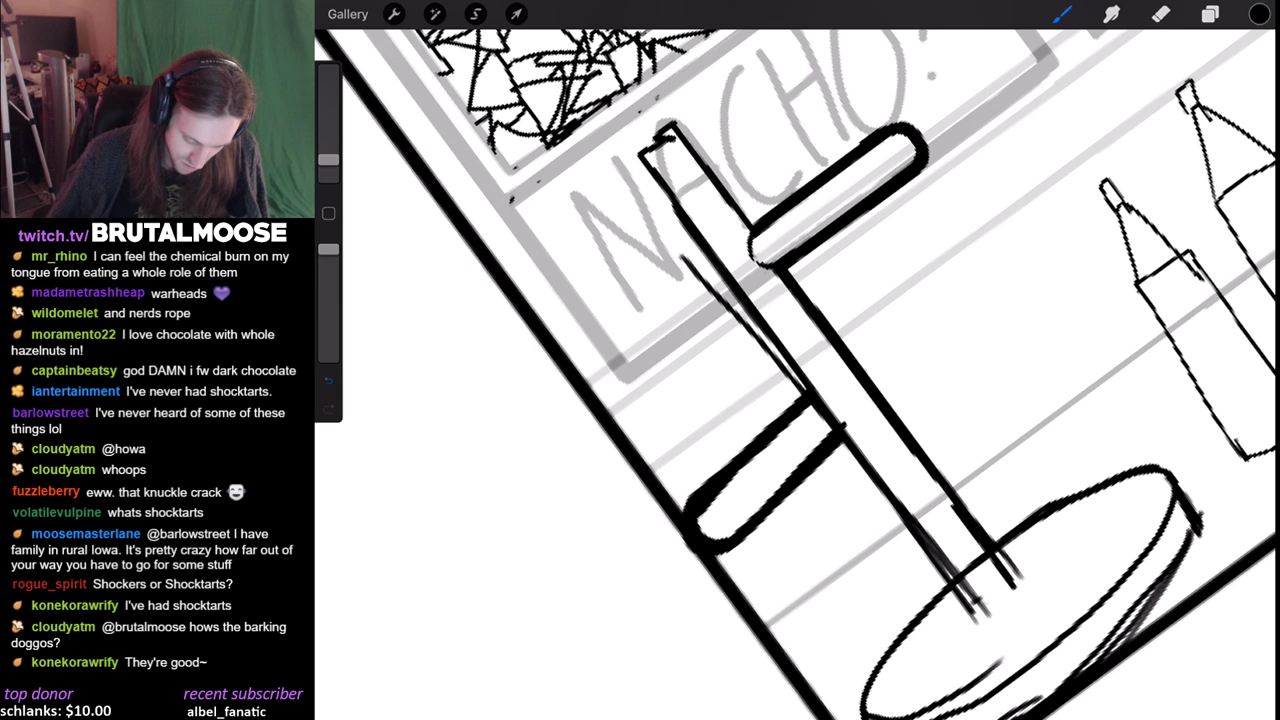 Gallery
twitch.tv/BRUTALMOOSE
mr_rhino I can feel the chemical burn on my
tongue from eating a whole role of them
madametrashheap warheads
wildomelet and nerds rope
moramento22 I love chocolate with whole
hazelnuts in!
captainbeatsy god DAMN i fw dark chocolate
iantertainment I've never had shocktarts.
barlowstreet I've never heard of some of these
things lol
cloudyatm @howa
cloudyatm whoops
fuzzleberry eww. that knuckle crack
volatilevulpine whats shocktarts
moosemasterlane @barlowstreet I have
family in rural Iowa. It's pretty crazy how far out of
your way you have to go for some stuff
rogue_spirit Shockers or Shocktarts?
konekorawrify I've had shocktarts
cloudyatm @brutalmoose hows the barking
doggos?
konekorawrify They're good~
top donor
schlanks: $10.00
recent subscriber
albel_fanatic
NACHO!